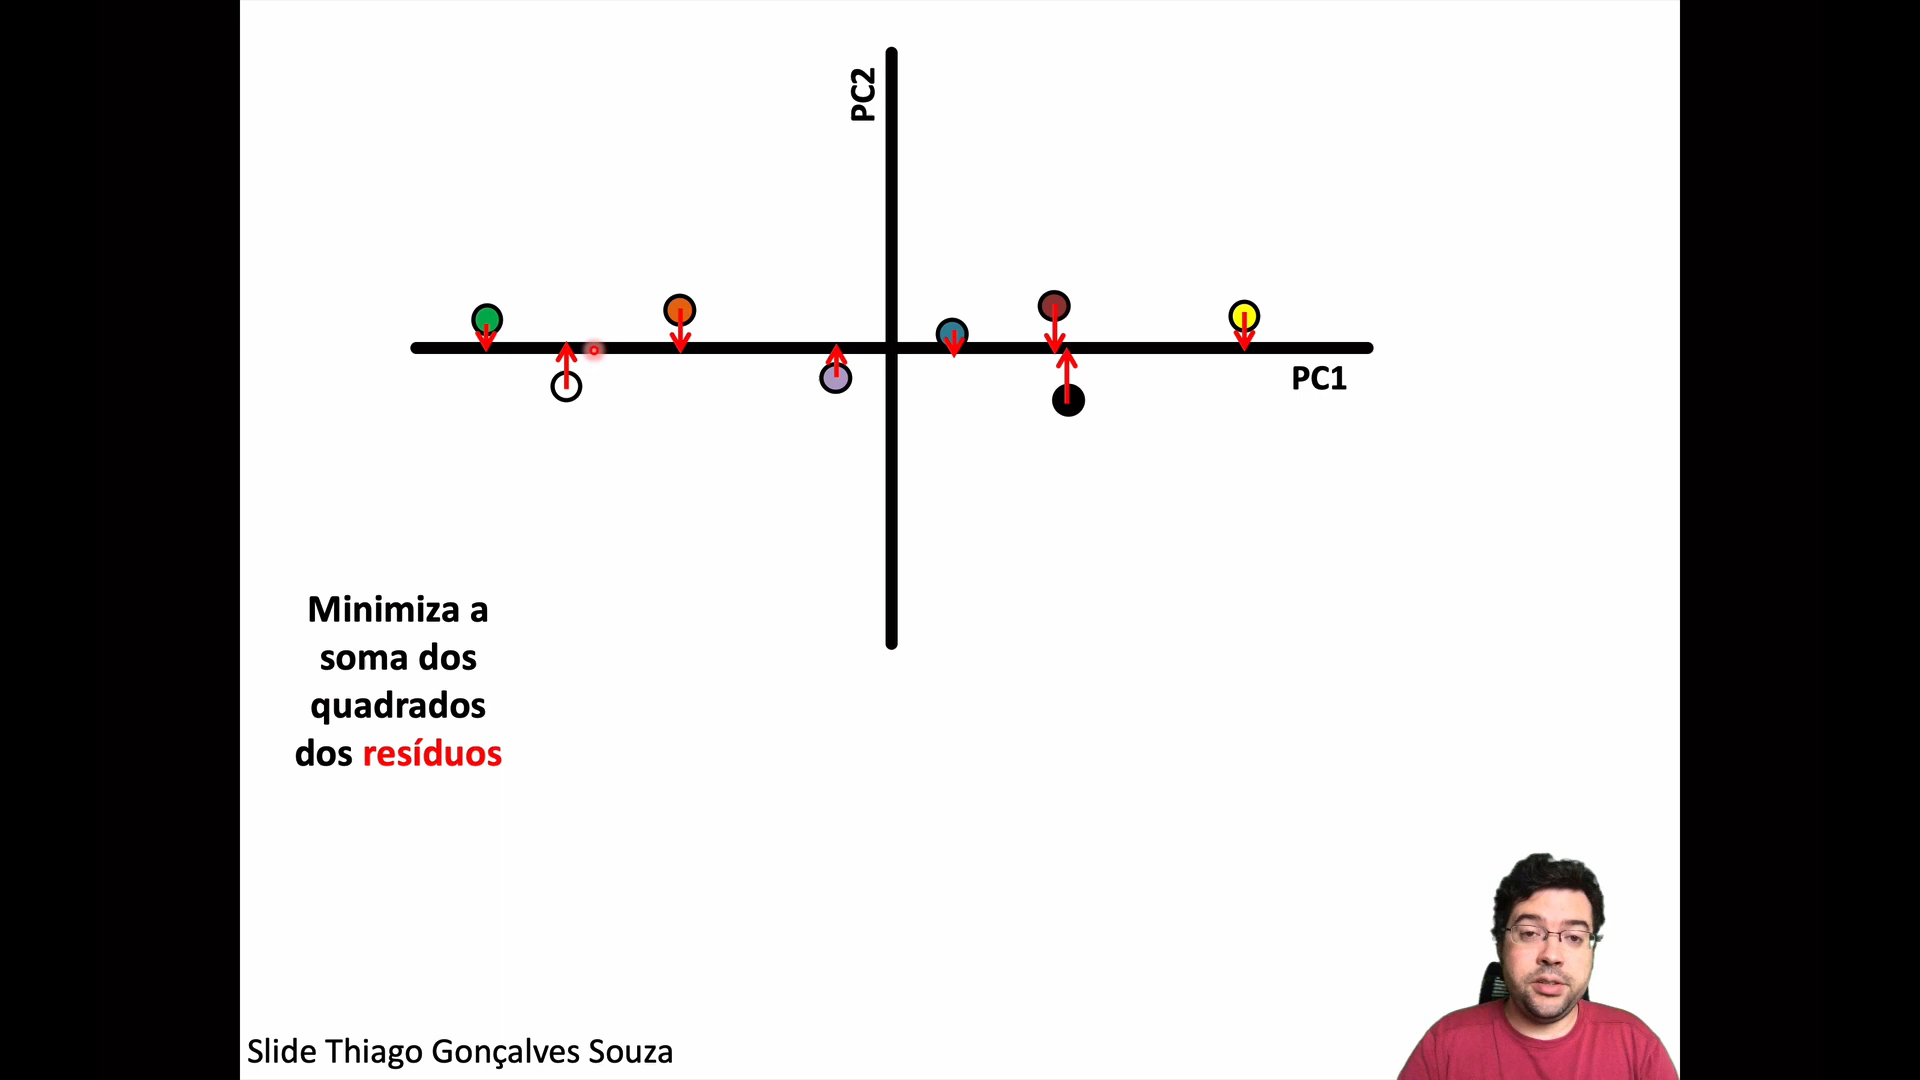 PC2
PC1
Minimiza a
soma dos
quadrados
dos resíduos
Slide Thiago Gonçalves Souza